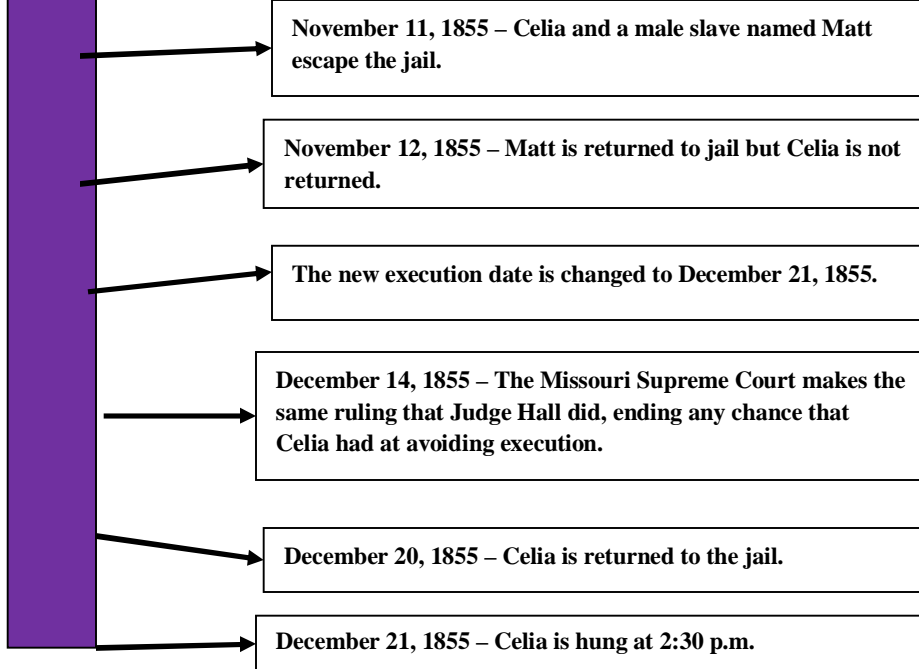 November 11, 1855 – Celia and a male slave named Matt
escape the jail.
November 12, 1855 – Matt is returned to jail but Celia is not
returned.
The new execution date is changed to December 21, 1855.
December 14, 1855 – The Missouri Supreme Court makes the
same ruling that Judge Hall did, ending any chance that
Celia had at avoiding execution.
December 20, 1855 – Celia is returned to the jail.
December 21, 1855 – Celia is hung at 2:30 p.m.